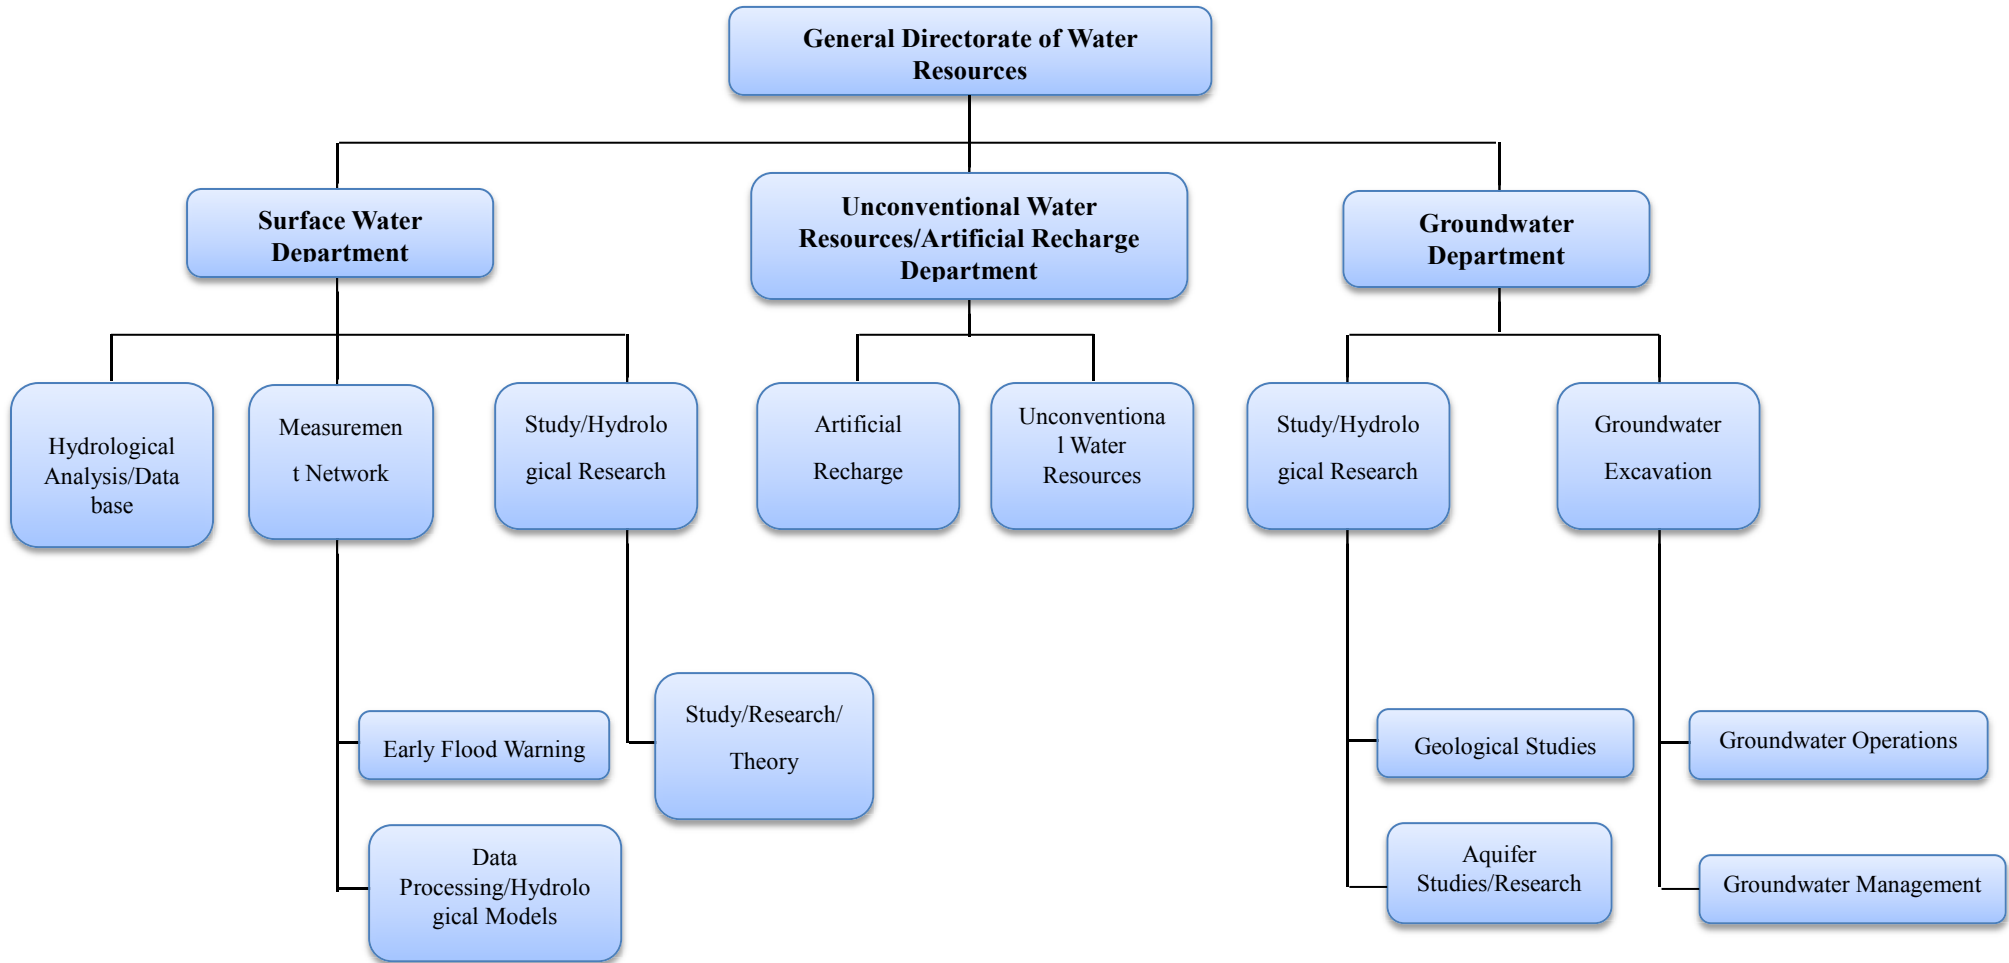 General Directorate of Water
Resources
Surface Water
Department
Unconventional Water
Resources/Artificial Recharge
Department
Groundwater
Department
Hydrological
Analysis/Data
base
Measuremen
t Network
Study/Hydrolo
gical Research
Artificial
Recharge
Unconventiona
l Water
Resources
Study/Hydrolo
gical Research
Groundwater
Excavation
Early Flood Warning
Study/Research/
Theory
Geological Studies
Groundwater Operations
Data
Processing/Hydrolo
gical Models
Aquifer
Studies/Research
Groundwater Management